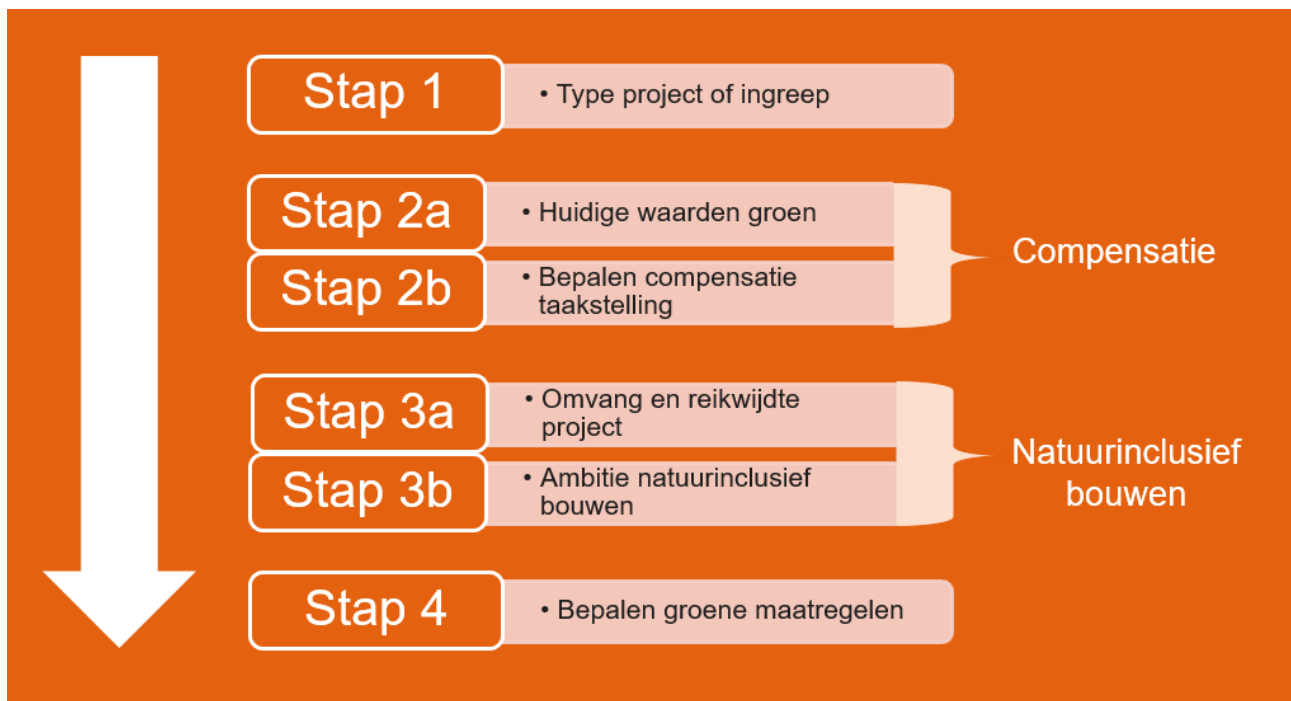 Stap 1
• Type project of ingreep
Stap 2a
• Huidige waarden groen
Stap 2b
• Bepalen compensatie
taakstelling
Compensatie
Stap 3a
• Omvang en reikwijdte
project
Stap 3b
• Ambitie natuurinclusief
bouwen
Natuurinclusief
bouwen
Stap 4
• Bepalen groene maatregelen